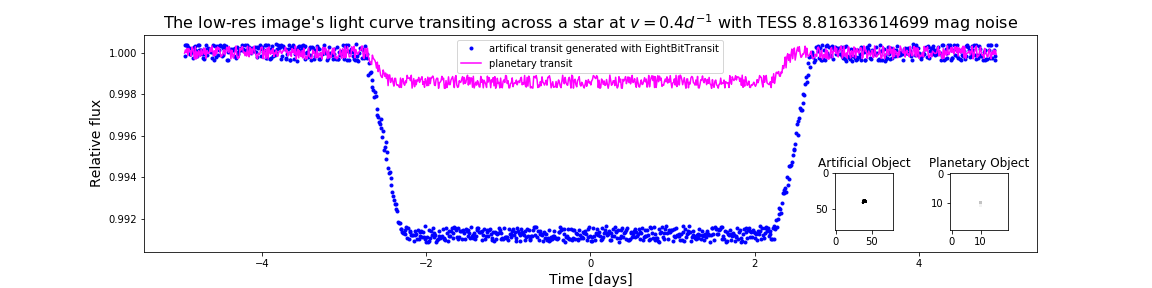 The low-res image's light curve transiting across a star at v = 0.4d⁻¹ with TESS 8.81633614699 mag noise
artifical transit generated with EightBitTransit
planetary transit
Relative flux
1.000
0.998
0.996
0.994
0.992
−4
−2
0
2
4
Time [days]
Artificial Object
0
50
0
50
Planetary Object
0
10
0
10